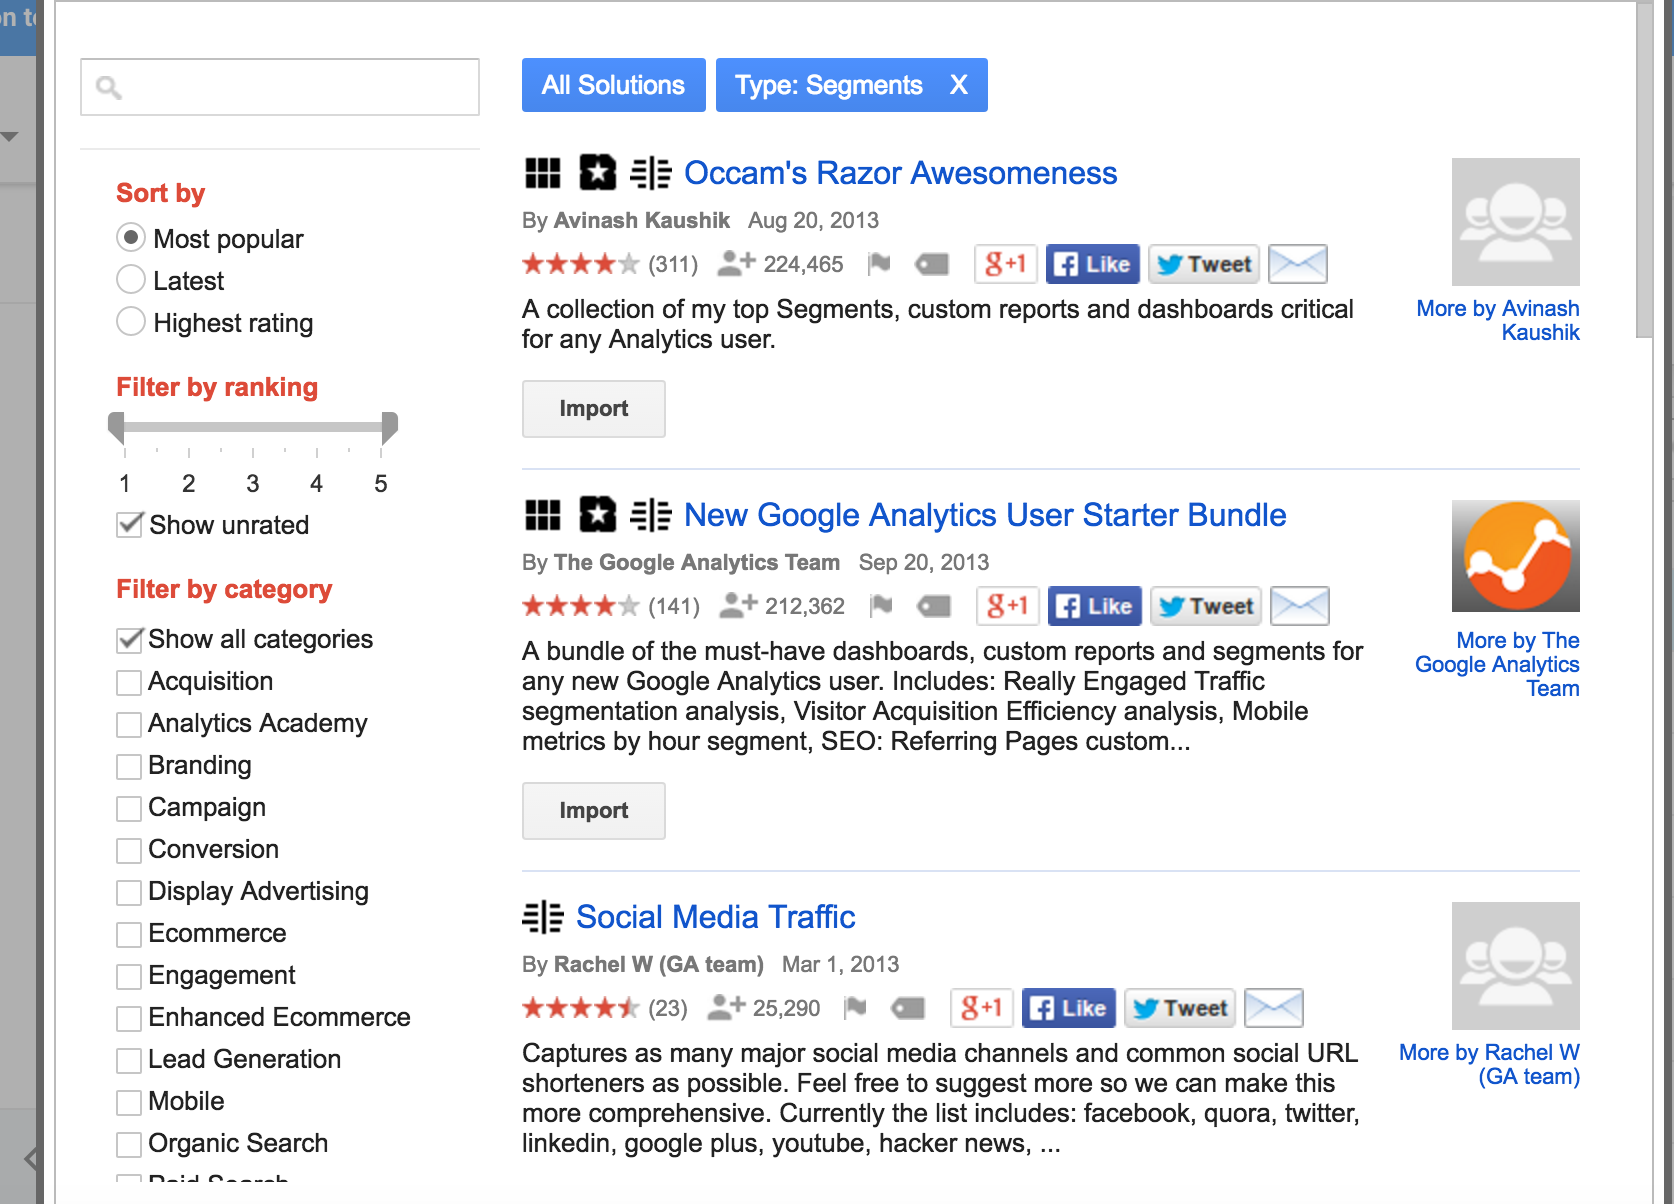 on to
All Solutions
Type: Segments X
Sort by
Most popular
Latest
Highest rating
Filter by ranking
1 2 3 4 5
Show unrated
Filter by category
Show all categories
Acquisition
Analytics Academy
Branding
Campaign
Conversion
Display Advertising
Ecommerce
Engagement
Enhanced Ecommerce
Lead Generation
Mobile
Organic Search
Paid Search
Occam's Razor Awesomeness
By Avinash Kaushik Aug 20, 2013
(311) 224,465 g+1 Like Tweet
A collection of my top Segments, custom reports and dashboards critical
for any Analytics user.
Import
More by Avinash
Kaushik
New Google Analytics User Starter Bundle
By The Google Analytics Team Sep 20, 2013
(141) 212,362 g+1 Like Tweet
A bundle of the must-have dashboards, custom reports and segments for
any new Google Analytics user. Includes: Really Engaged Traffic
segmentation analysis, Visitor Acquisition Efficiency analysis, Mobile
metrics by hour segment, SEO: Referring Pages custom...
Import
More by The
Google Analytics
Team
Social Media Traffic
By Rachel W (GA team) Mar 1, 2013
(23) 25,290 g+1 Like Tweet
Captures as many major social media channels and common social URL
shorteners as possible. Feel free to suggest more so we can make this
more comprehensive. Currently the list includes: facebook, quora, twitter,
linkedin, google plus, youtube, hacker news, ...
More by Rachel W
(GA team)